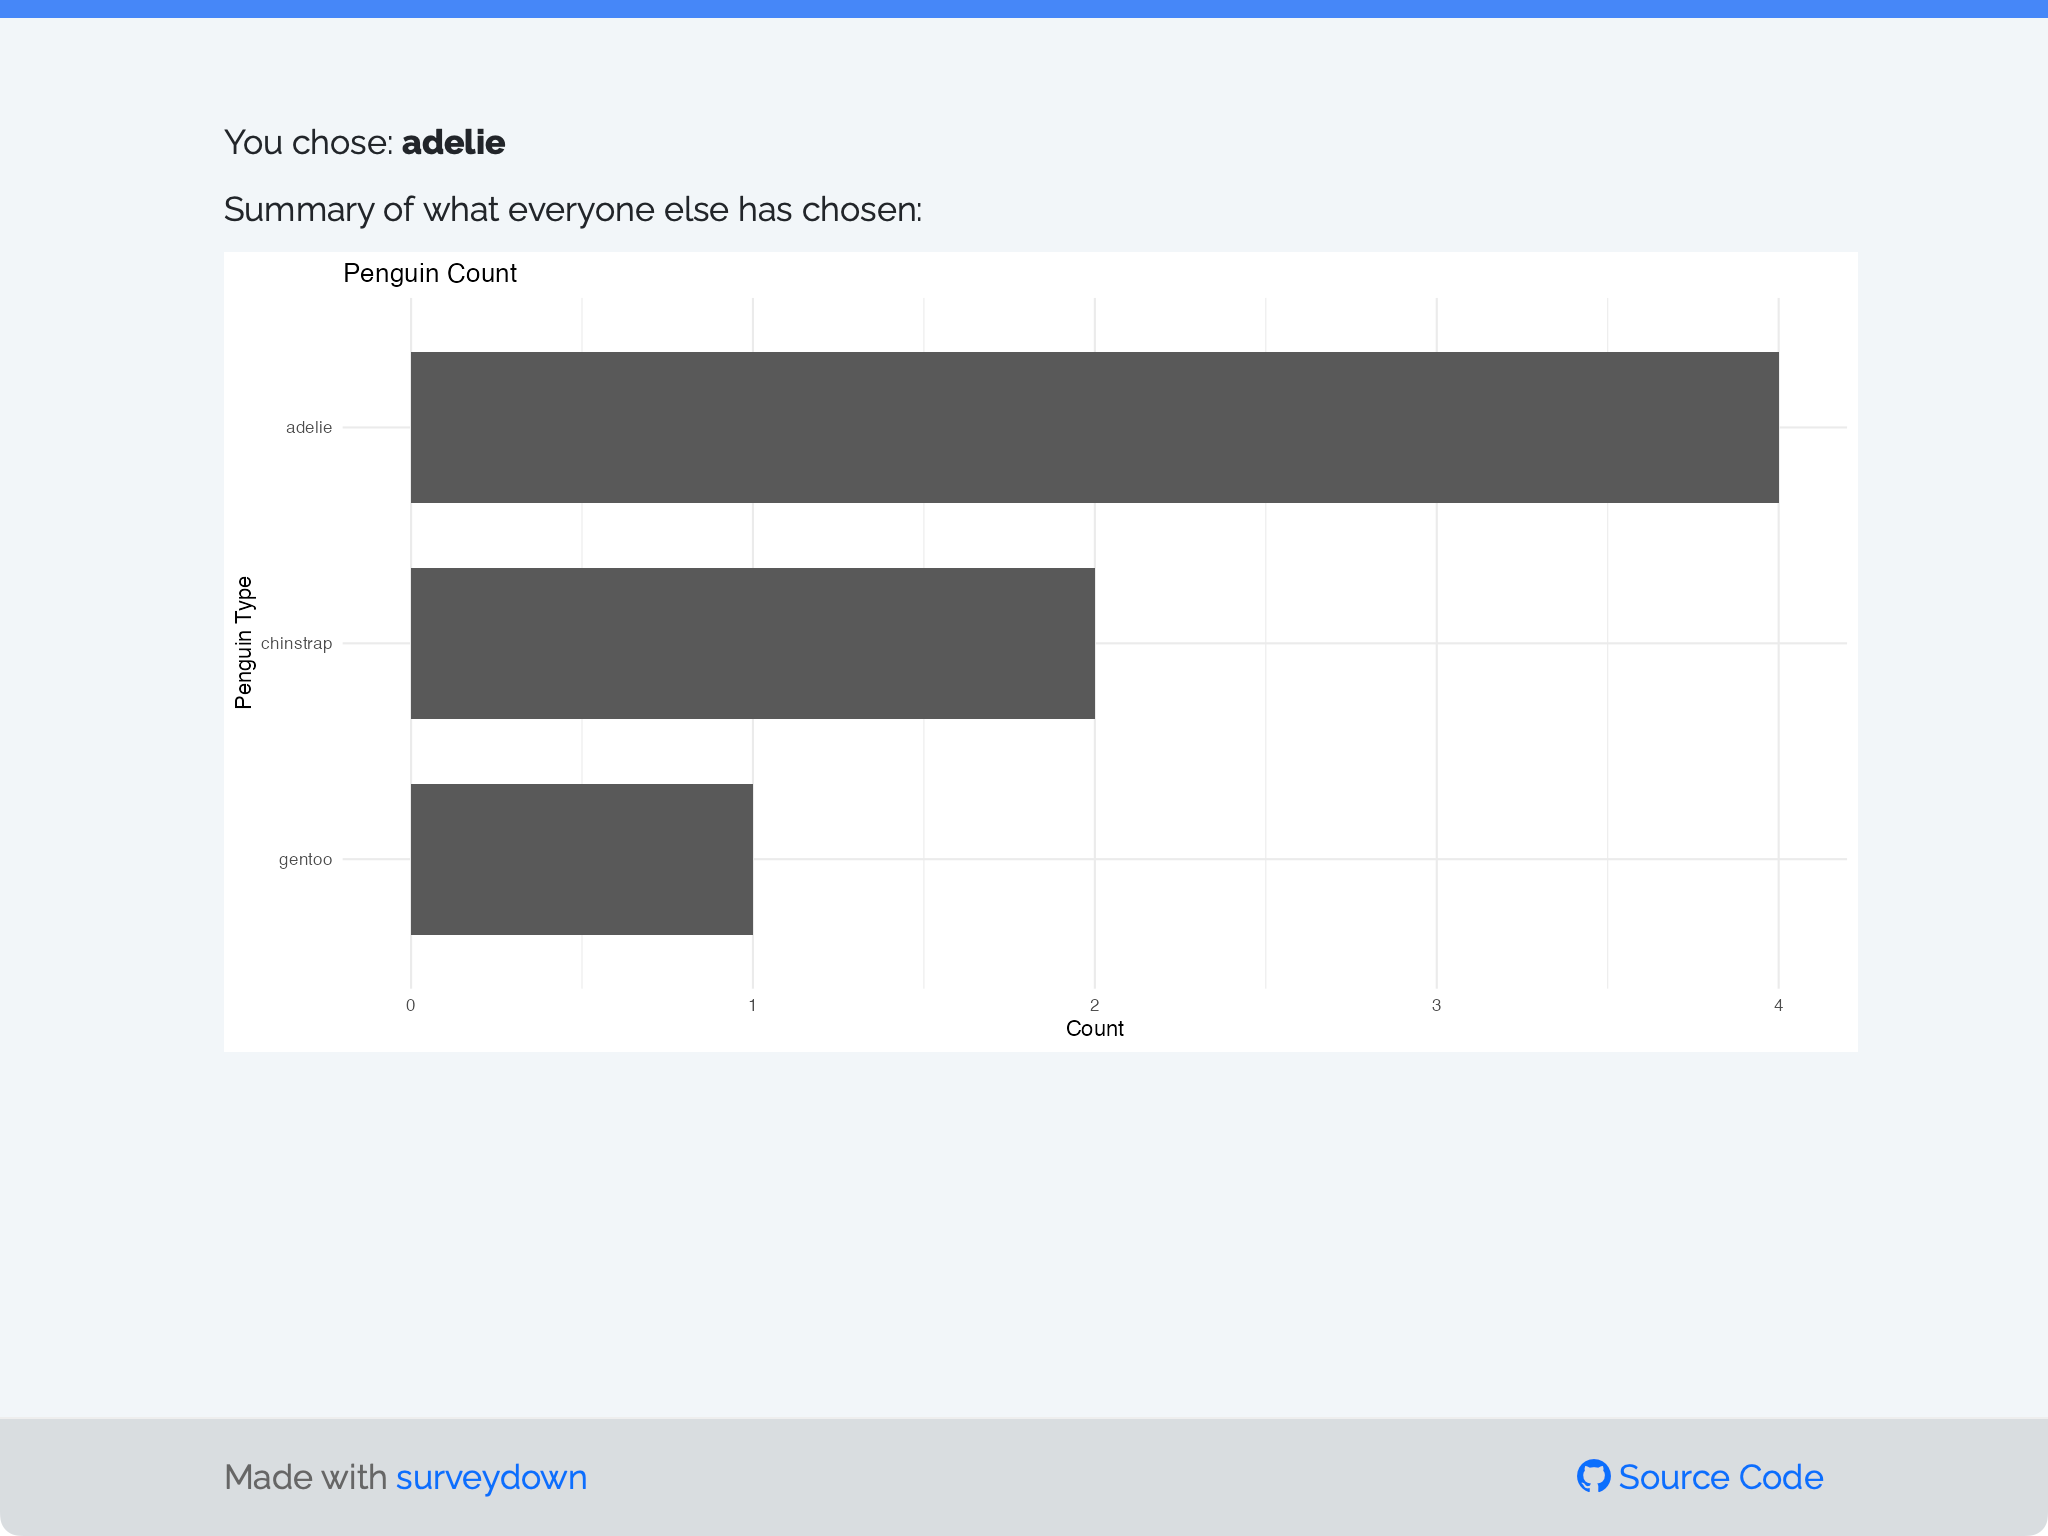 You chose: adelie
Summary of what everyone else has chosen:
Penguin Count
adelie
chinstrap
gentoo
Penguin Type
0 1 2 3 4
Count
Made with surveydown
Source Code